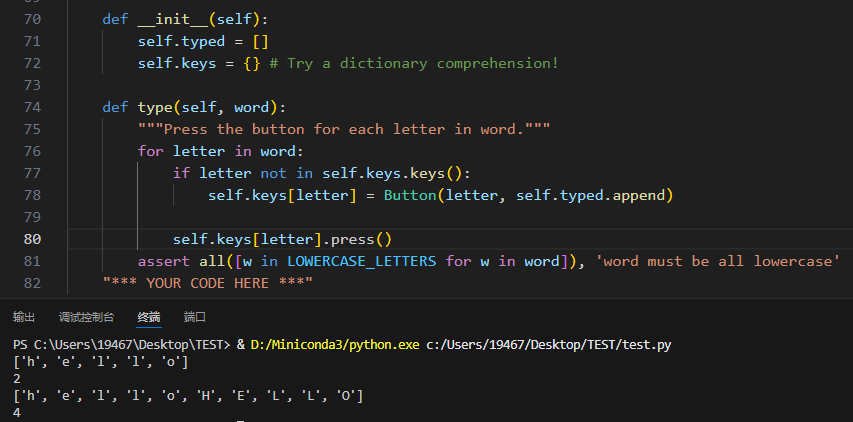 70 def __init__(self):
71 self.typed = []
72 self.keys = {} # Try a dictionary comprehension!
73
74 def type(self, word):
75 """Press the button for each letter in word."""
76 for letter in word:
77 if letter not in self.keys.keys():
78 self.keys[letter] = Button(letter, self.typed.append)
79
80 self.keys[letter].press()
81 assert all([w in LOWERCASE_LETTERS for w in word]), 'word must be all lowercase'
82 "*** YOUR CODE HERE ***"
输出 调试控制台 终端 端口
PS C:\Users\19467\Desktop\TEST> & D:/Miniconda3/python.exe c:/Users/19467/Desktop/TEST/test.py
['h', 'e', 'l', 'l', 'o']
2
['h', 'e', 'l', 'l', 'o', 'H', 'E', 'L', 'L', 'O']
4